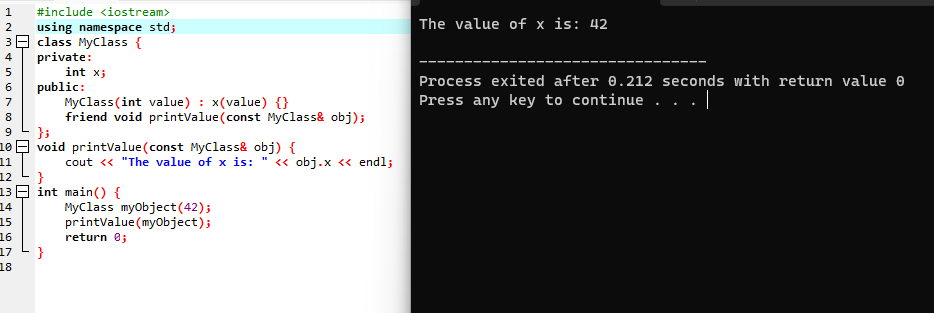 1 #include <iostream>
2 using namespace std;
3 class MyClass {
4 private:
5     int x;
6 public:
7     MyClass(int value) : x(value) {}
8     friend void printValue(const MyClass& obj);
9 };
10 void printValue(const MyClass& obj) {
11     cout << "The value of x is: " << obj.x << endl;
12 }
13 int main() {
14     MyClass myObject(42);
15     printValue(myObject);
16     return 0;
17 }
18
The value of x is: 42
--------------------------------
Process exited after 0.212 seconds with return value 0
Press any key to continue . . .